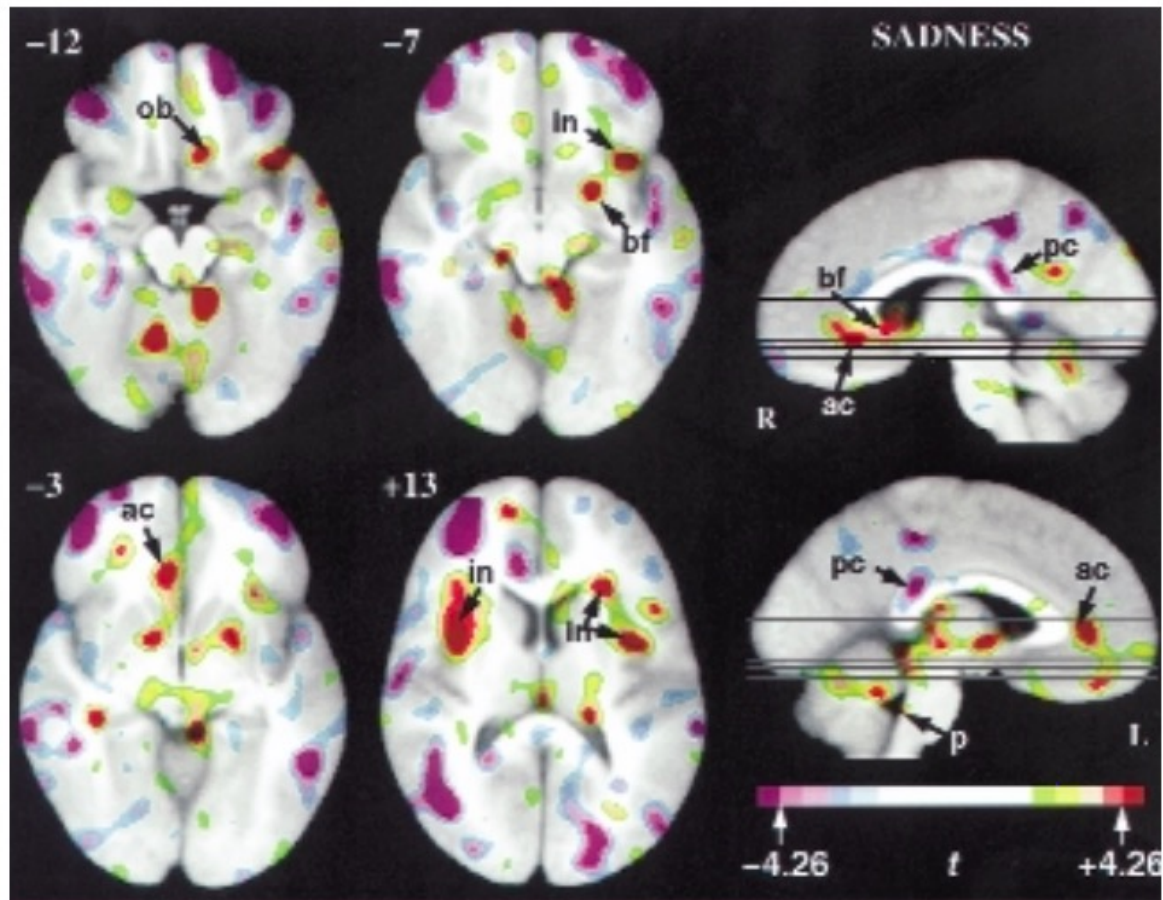 −12
−7
SADNESS
ob
in
bf
bf
pc
ac
R
−3
ac
+13
in
in
pc
ac
p
L
−4.26
t
+4.26